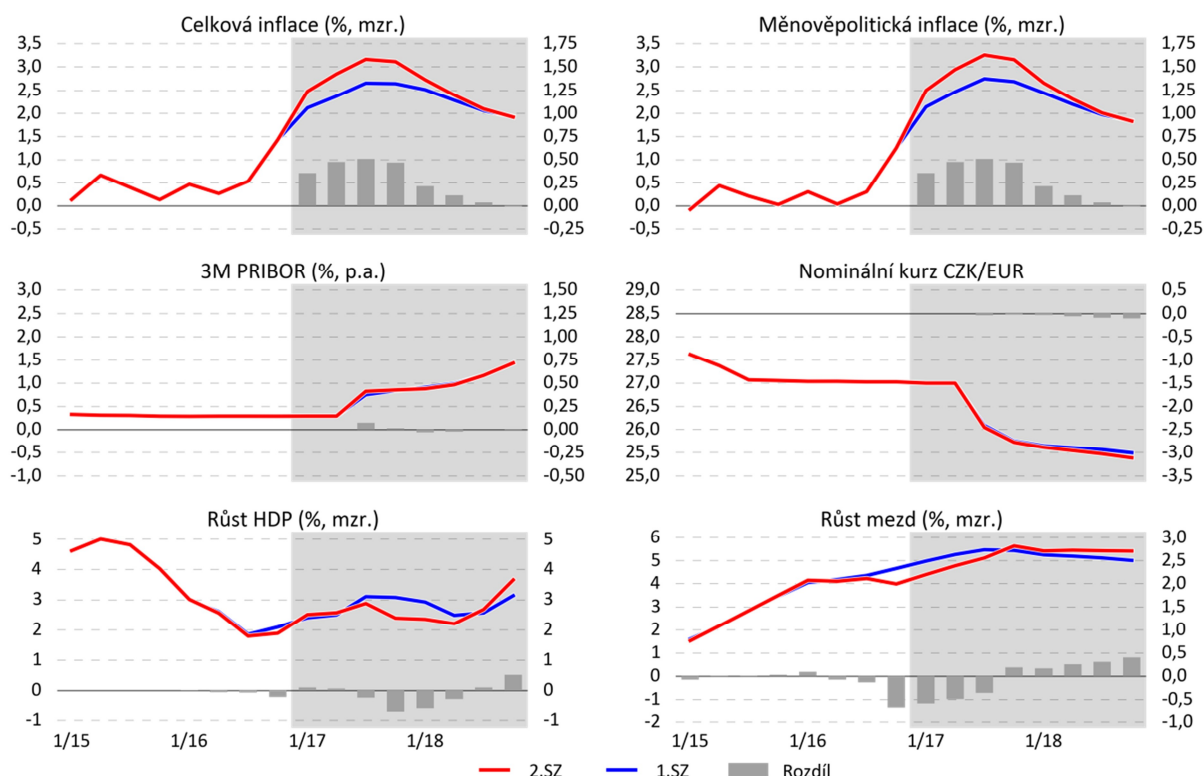 Celková inflace (%, mzr.)
3,5 3,0 2,5 2,0 1,5 1,0 0,5 0,0 -0,5
1,75 1,50 1,25 1,00 0,75 0,50 0,25 0,00 -0,25
Měnověpolitická inflace (%, mzr.)
3,5 3,0 2,5 2,0 1,5 1,0 0,5 0,0 -0,5
1,75 1,50 1,25 1,00 0,75 0,50 0,25 0,00 -0,25
3M PRIBOR (%, p.a.)
3,0 2,5 2,0 1,5 1,0 0,5 0,0 -0,5 -1,0
1,50 1,25 1,00 0,75 0,50 0,25 0,00 -0,25 -0,50
Nominální kurz CZK/EUR
29,0 28,5 28,0 27,5 27,0 26,5 26,0 25,5 25,0
0,5 0,0 -0,5 -1,0 -1,5 -2,0 -2,5 -3,0 -3,5
Růst HDP (%, mzr.)
5 4 3 2 1 0 -1
5 4 3 2 1 0 -1
1/15 1/16 1/17 1/18
Růst mezd (%, mzr.)
6 5 4 3 2 1 0 -1 -2
3,0 2,5 2,0 1,5 1,0 0,5 0,0 -0,5 -1,0
1/15 1/16 1/17 1/18
2.SZ 1.SZ Rozdíl